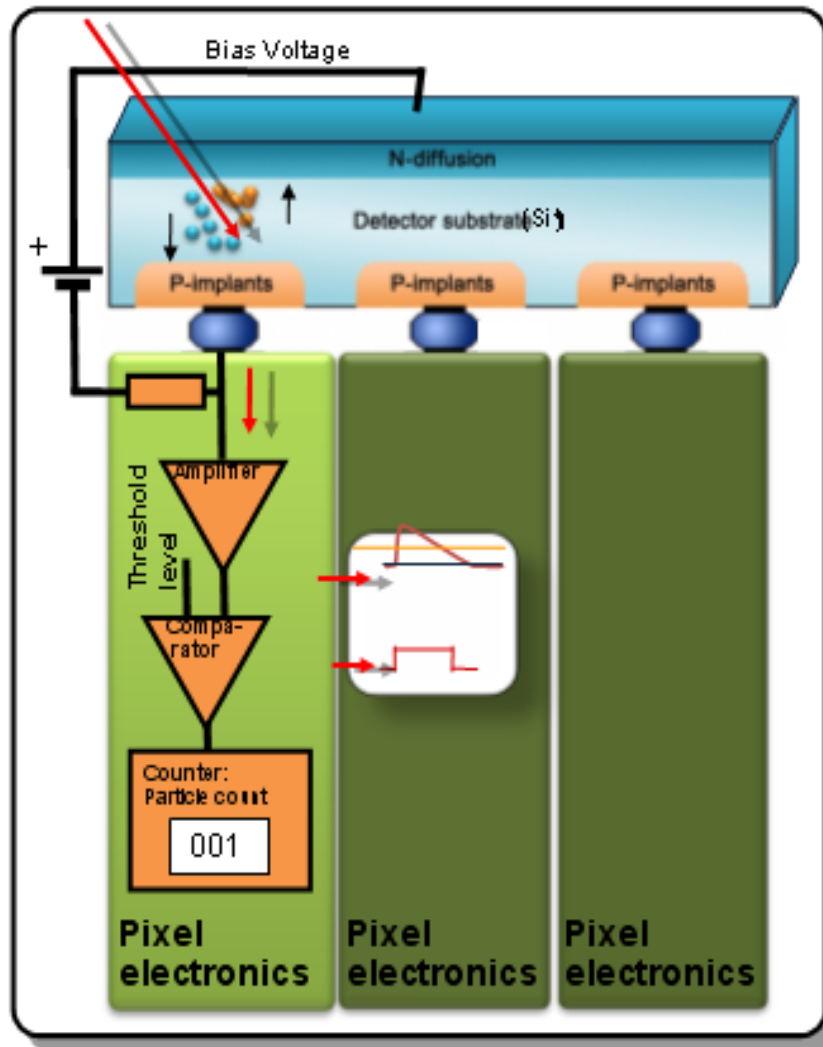 Bias Voltage
N-diffusion
Detector substrate (Si)
+
P-implants
P-implants
P-implants
Amplifier
Threshold
level
Compa-
rator
Counter:
Particle count
001
Pixel
electronics
Pixel
electronics
Pixel
electronics